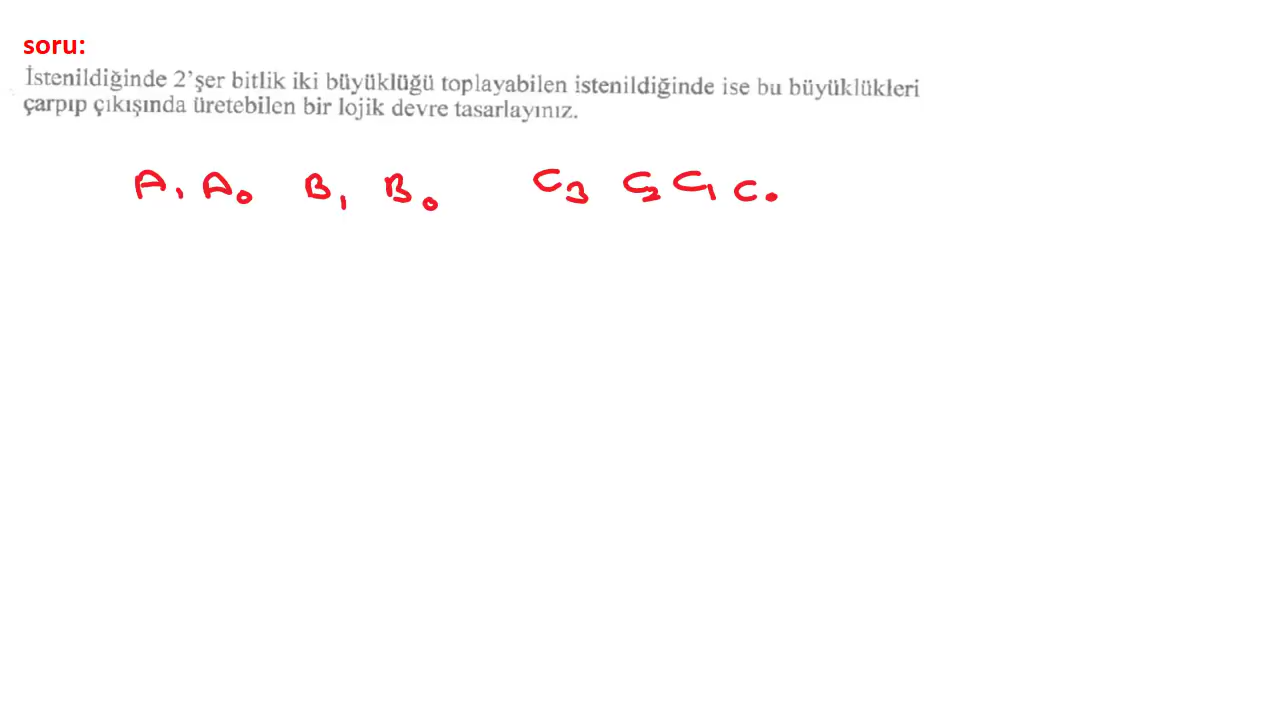 soru:
İstenildiğinde 2'şer bitlik iki büyüklüğü toplayabilen istenildiğinde ise bu büyüklükleri
çarpıp çıkışında üretebilen bir lojik devre tasarlayınız.
A₁ A₀ B₁ B₀ C₃ C₂ C₁ C₀